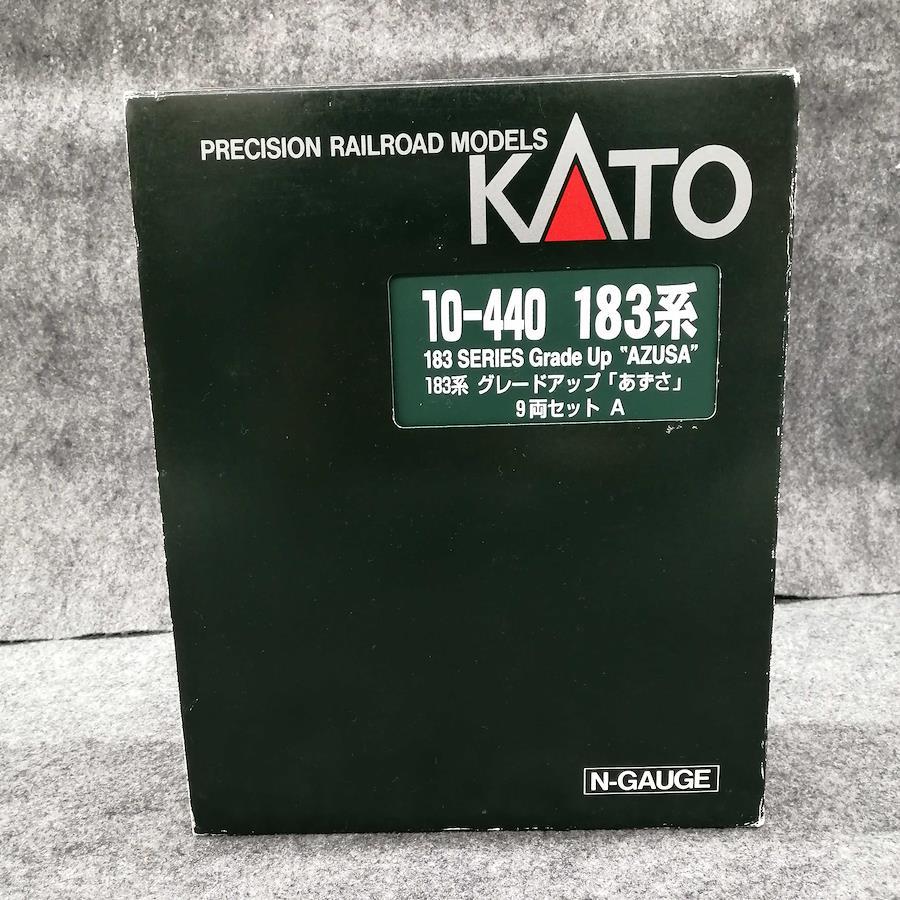 PRECISION RAILROAD MODELS
KATO
10-440 183系
183 SERIES Grade Up "AZUSA"
183系 グレードアップ「あずさ」
9両セット A
N-GAUGE